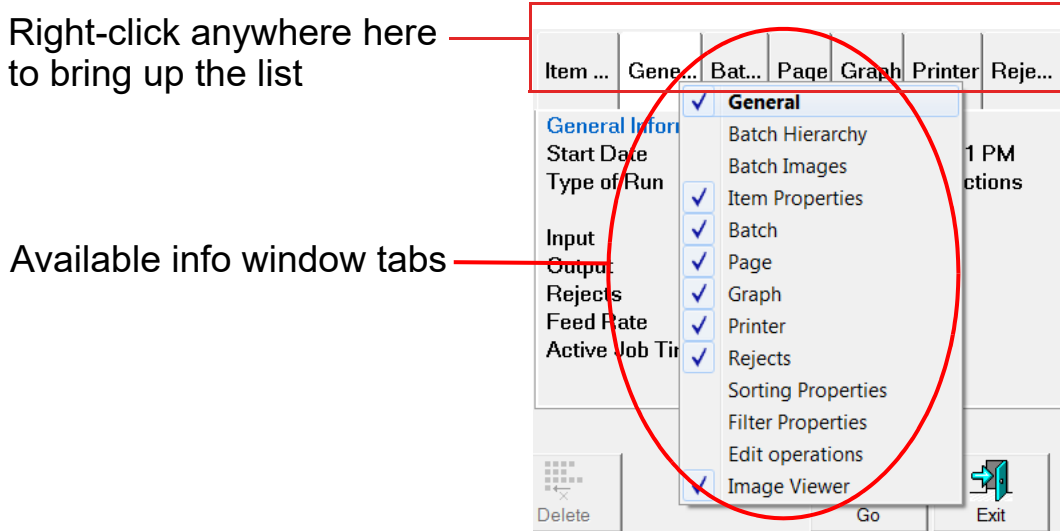 Right-click anywhere here
to bring up the list
Item ... Gene... Bat... Page Graph Printer Reje...
General
General Infor
Batch Hierarchy
Start Date 1 PM
Batch Images
Type of Run ctions
Item Properties
Input
Batch
Available info window tabs
Output
Page
Rejects
Graph
Feed Rate
Printer
Active Job Ti
Rejects
Sorting Properties
Filter Properties
Edit operations
Image Viewer
Delete Go Exit